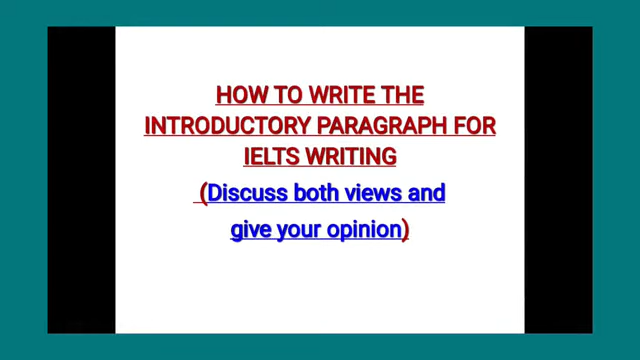 HOW TO WRITE THE
INTRODUCTORY PARAGRAPH FOR
IELTS WRITING
(Discuss both views and
give your opinion)